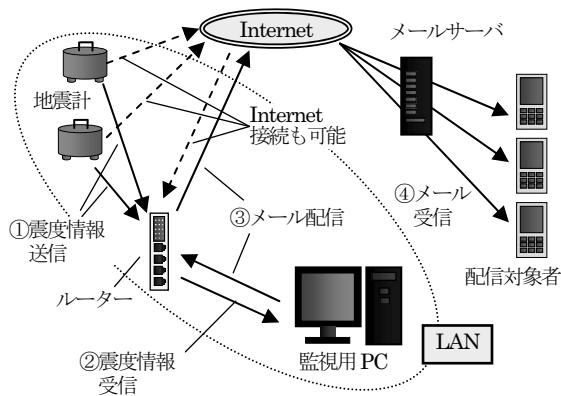 Internet
メールサーバ
地震計
Internet
接続も可能
①震度情報
送信
③メール配信
④メール
受信
配信対象者
ルーター
②震度情報
受信
監視用 PC
LAN